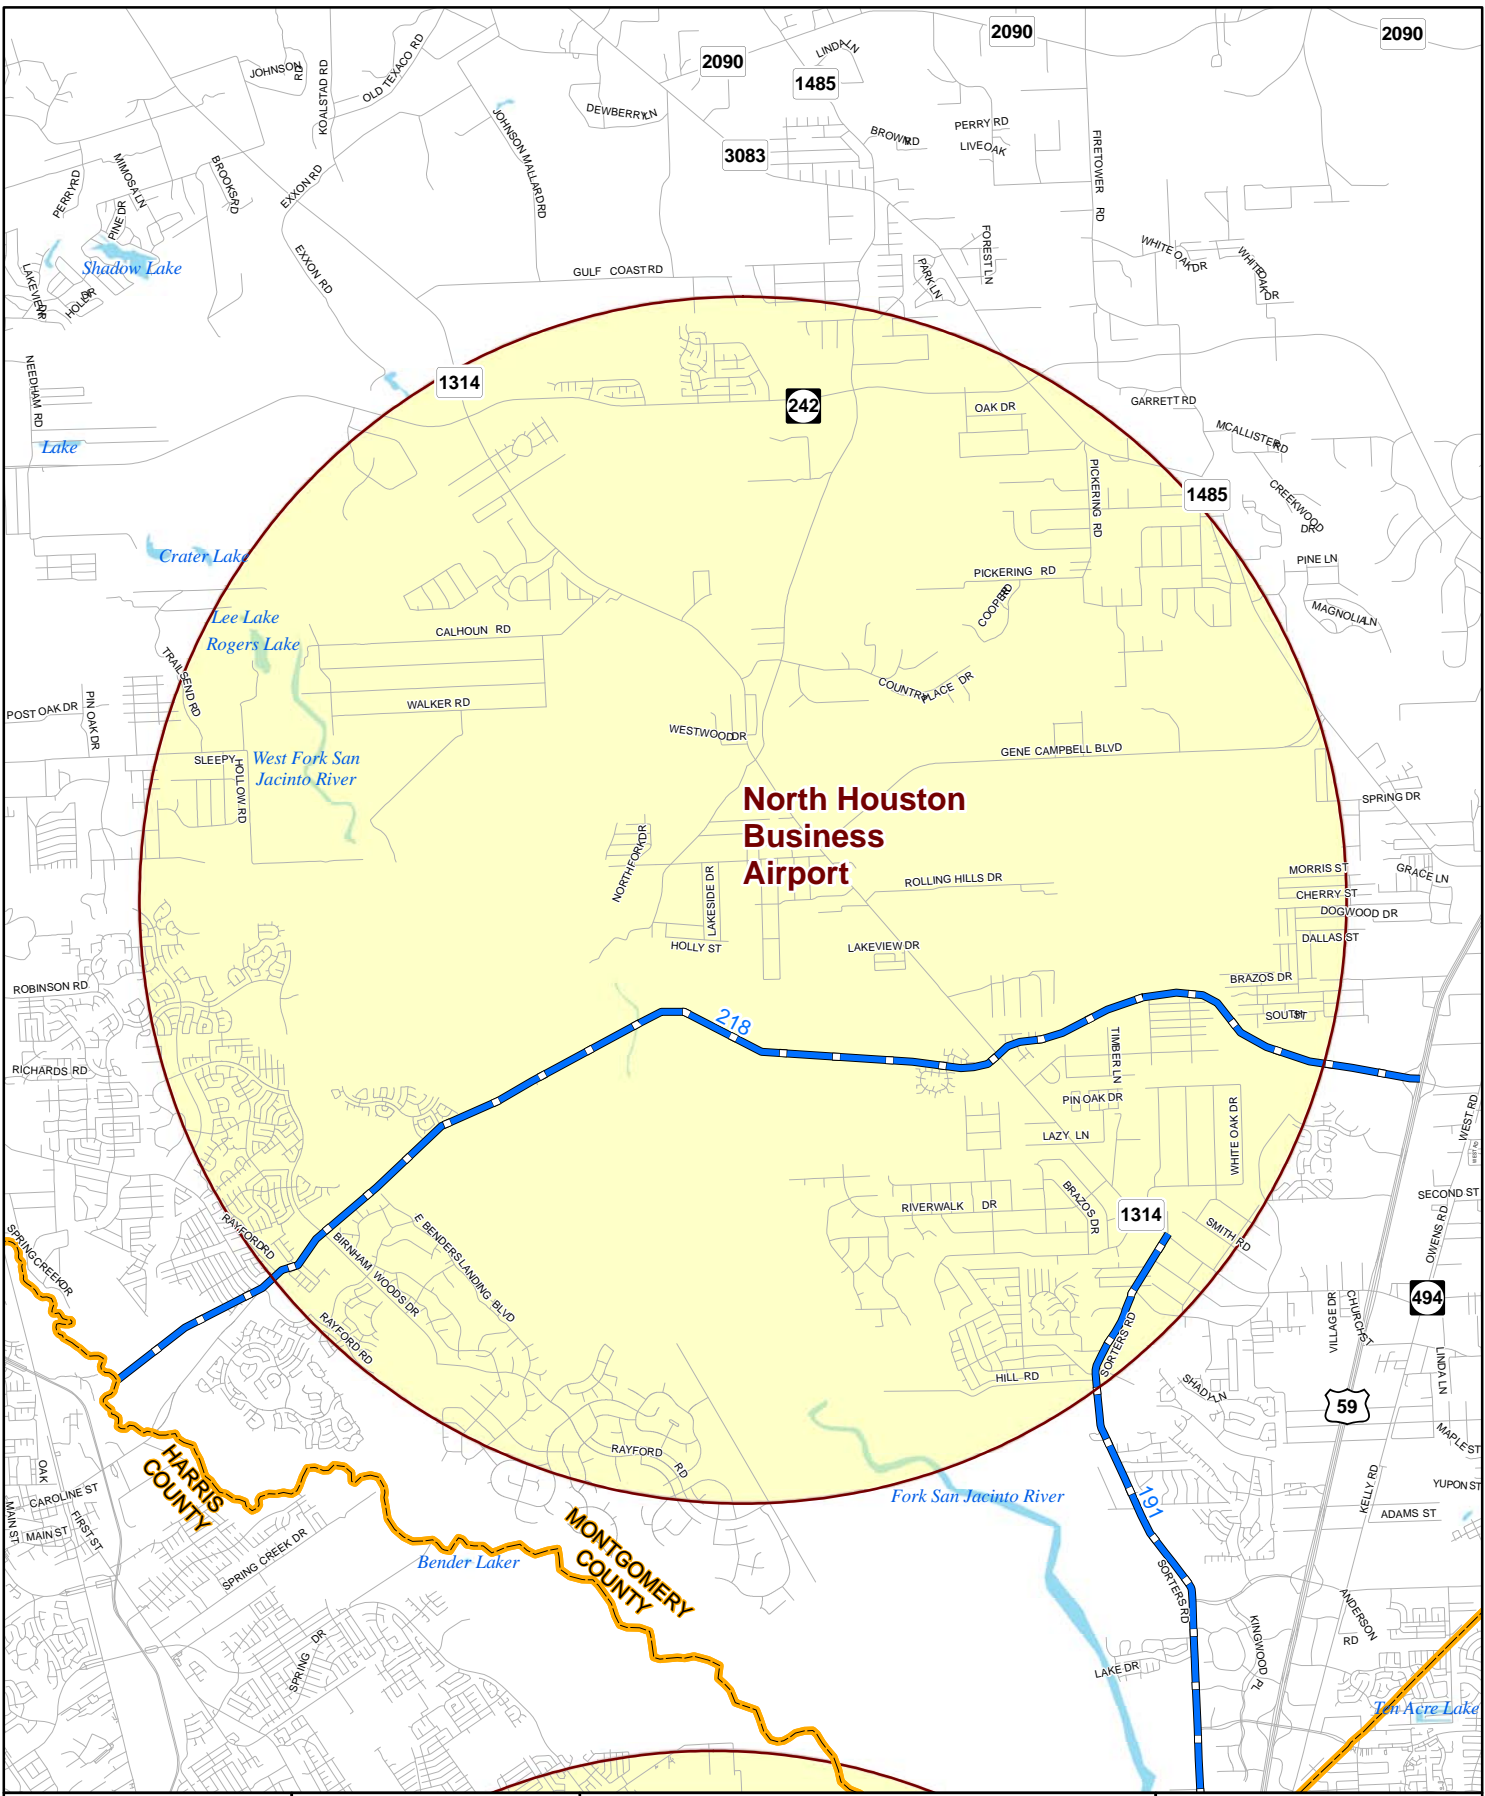 2090
2090
2090
LINDA LN
1485
JOHNSON RD
KOALSTAD RD
OLD TEXACO RD
DEWBERRY LN
JOHNSON MALLARD RD
BROWN RD
PERRY RD
LIVEOAK
FIRETOWER RD
3083
PERRY RD
MIMOSA LN
BROOKS RD
PINE DR
EXXON RD
EXXON RD
Shadow Lake
LAKEVIEW DR
HOLLY DR
GULF COAST RD
PARK LN
FOREST LN
WHITE OAK DR
WHITE OAK DR
1314
242
NEEDHAM RD
OAK DR
GARRETT RD
MCALLISTER RD
Lake
PICKERING RD
1485
CREEKWOOD DR
Crater Lake
PINE LN
PICKERING RD
COOPER RD
MAGNOLIA LN
Lee Lake
Rogers Lake
CALHOUN RD
TRAILSEND RD
COUNTRY PLACE DR
WALKER RD
POST OAK DR
PIN OAK DR
WESTWOOD DR
GENE CAMPBELL BLVD
SLEEPY HOLLOW RD
West Fork San
Jacinto River
North Houston
Business
Airport
SPRING DR
NORTHFORK DR
LAKESIDE DR
ROLLING HILLS DR
MORRIS ST
GRACE LN
CHERRY ST
DOGWOOD DR
HOLLY ST
LAKEVIEW DR
DALLAS ST
BRAZOS DR
ROBINSON RD
218
SOUTH ST
TIMBER LN
RICHARDS RD
PIN OAK DR
WHITE OAK DR
WEST RD
WEST RD
LAZY LN
SECOND ST
RIVERWALK DR
BRAZOS DR
1314
SMITH RD
OWENS RD
RAYFORD RD
E BENDERS LANDING BLVD
BIRNHAM WOODS DR
SPRING CREEK DR
RAYFORD RD
SORTERS RD
VILLAGE DR
CHURCH ST
494
LINDA LN
HILL RD
SHADY LN
59
MAPLE ST
RAYFORD RD
HARRIS
COUNTY
OAK
CAROLINE ST
MAIN ST
MAIN ST
FIRST ST
Fork San Jacinto River
191
KELLY RD
YUPON ST
ADAMS ST
SPRING CREEK DR
Bender Laker
MONTGOMERY
COUNTY
SORTERS RD
ANDERSON RD
KINGWOOD PL
SPRING DR
LAKE DR
Ten Acre Lake